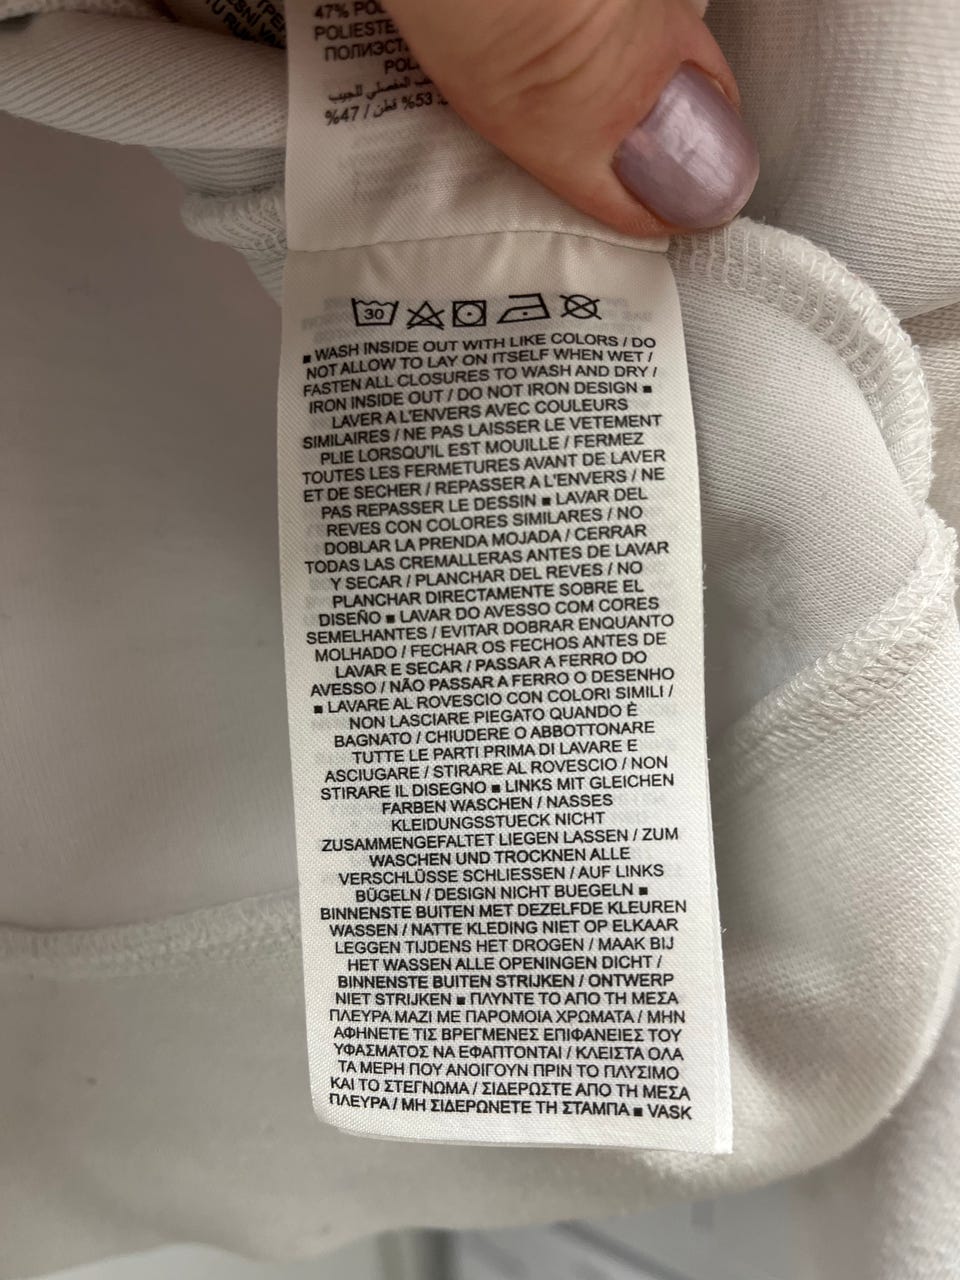 47%
ПОЛИЭСТ
%47 / قطن %53
30
■ WASH INSIDE OUT WITH LIKE COLORS / DO
NOT ALLOW TO LAY ON ITSELF WHEN WET /
FASTEN ALL CLOSURES TO WASH AND DRY /
IRON INSIDE OUT / DO NOT IRON DESIGN ■
LAVER A L'ENVERS AVEC COULEURS
SIMILAIRES / NE PAS LAISSER LE VETEMENT
PLIE LORSQU'IL EST MOUILLE / FERMEZ
TOUTES LES FERMETURES AVANT DE LAVER
ET DE SECHER / REPASSER A L'ENVERS / NE
PAS REPASSER LE DESSIN ■ LAVAR DEL
REVES CON COLORES SIMILARES / NO
DOBLAR LA PRENDA MOJADA / CERRAR
TODAS LAS CREMALLERAS ANTES DE LAVAR
Y SECAR / PLANCHAR DEL REVES / NO
PLANCHAR DIRECTAMENTE SOBRE EL
DISEÑO ■ LAVAR DO AVESSO COM CORES
SEMELHANTES / EVITAR DOBRAR ENQUANTO
MOLHADO / FECHAR OS FECHOS ANTES DE
LAVAR E SECAR / PASSAR A FERRO DO
AVESSO / NÃO PASSAR A FERRO O DESENHO
■ LAVARE AL ROVESCIO CON COLORI SIMILI /
NON LASCIARE PIEGATO QUANDO È
BAGNATO / CHIUDERE O ABBOTTONARE
TUTTE LE PARTI PRIMA DI LAVARE E
ASCIUGARE / STIRARE AL ROVESCIO / NON
STIRARE IL DISEGNO ■ LINKS MIT GLEICHEN
FARBEN WASCHEN / NASSES
KLEIDUNGSSTUECK NICHT
ZUSAMMENGEFALTET LIEGEN LASSEN / ZUM
WASCHEN UND TROCKNEN ALLE
VERSCHLÜSSE SCHLIESSEN / AUF LINKS
BÜGELN / DESIGN NICHT BUEGELN ■
BINNENSTE BUITEN MET DEZELFDE KLEUREN
WASSEN / NATTE KLEDING NIET OP ELKAAR
LEGGEN TIJDENS HET DROGEN / MAAK BIJ
HET WASSEN ALLE OPENINGEN DICHT /
BINNENSTE BUITEN STRIJKEN / ONTWERP
NIET STRIJKEN ■ ΠΛΥΝΤΕ ΤΟ ΑΠΟ ΤΗ ΜΕΣΑ
ΠΛΕΥΡΑ ΜΑΖΙ ΜΕ ΠΑΡΟΜΟΙΑ ΧΡΩΜΑΤΑ / ΜΗΝ
ΑΦΗΝΕΤΕ ΤΙΣ ΒΡΕΓΜΕΝΕΣ ΕΠΙΦΑΝΕΙΕΣ ΤΟΥ
ΥΦΑΣΜΑΤΟΣ ΝΑ ΕΦΑΠΤΟΝΤΑΙ / ΚΛΕΙΣΤΑ ΟΛΑ
ΤΑ ΜΕΡΗ ΠΟΥ ΑΝΟΙΓΟΥΝ ΠΡΙΝ ΤΟ ΠΛΥΣΙΜΟ
ΚΑΙ ΤΟ ΣΤΕΓΝΩΜΑ / ΣΙΔΕΡΩΣΤΕ ΑΠΟ ΤΗ ΜΕΣΑ
ΠΛΕΥΡΑ / ΜΗ ΣΙΔΕΡΩΝΕΤΕ ΤΗ ΣΤΑΜΠΑ ■ VASK